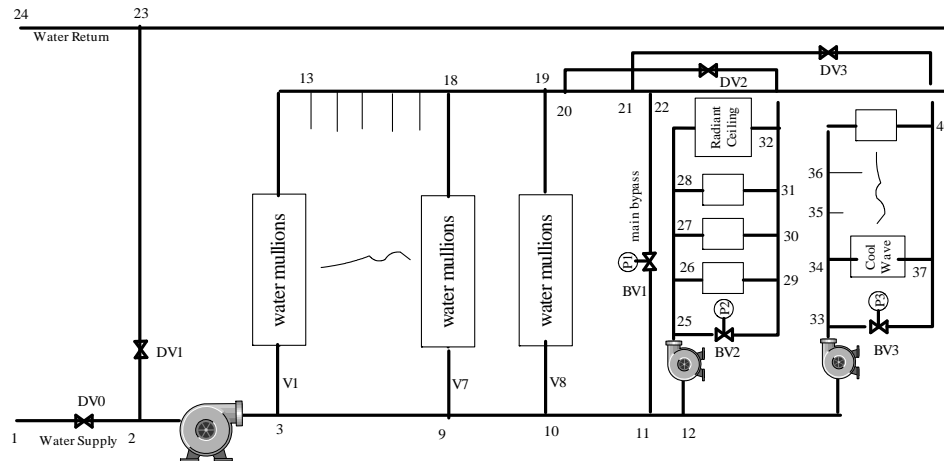 24
23
Water Return
DV3
13
18
19
DV2
20
21
22
Radiant
Ceiling
32
4
36
28
31
35
water mullions
water mullions
water mullions
main bypass
27
30
Cool
Wave
34
37
P1
26
29
BV1
P2
P3
25
33
BV2
BV3
DV1
V1
V7
V8
DV0
1
Water Supply
2
3
9
10
11
12